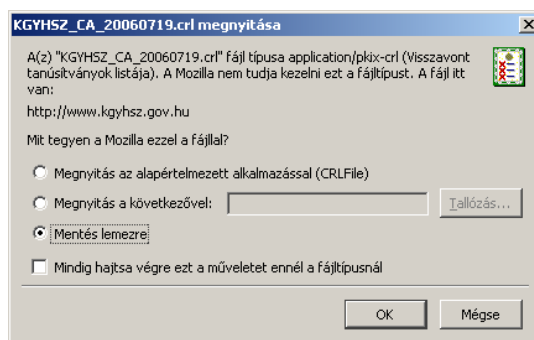 KGYHSZ_CA_20060719.crl megnyitása
A(z) "KGYHSZ_CA_20060719.crl" fájl típusa application/pkix-crl (Visszavont
tanúsítványok listája). A Mozilla nem tudja kezelni ezt a fájltípust. A fájl itt
van:
http://www.kgyhsz.gov.hu
Mit tegyen a Mozilla ezzel a fájllal?
Megnyitás az alapértelmezett alkalmazással (CRLFile)
Megnyitás a következővel:
Tallózás...
Mentés lemezre
Mindig hajtsa végre ezt a műveletet ennél a fájltípusnál
OK
Mégse